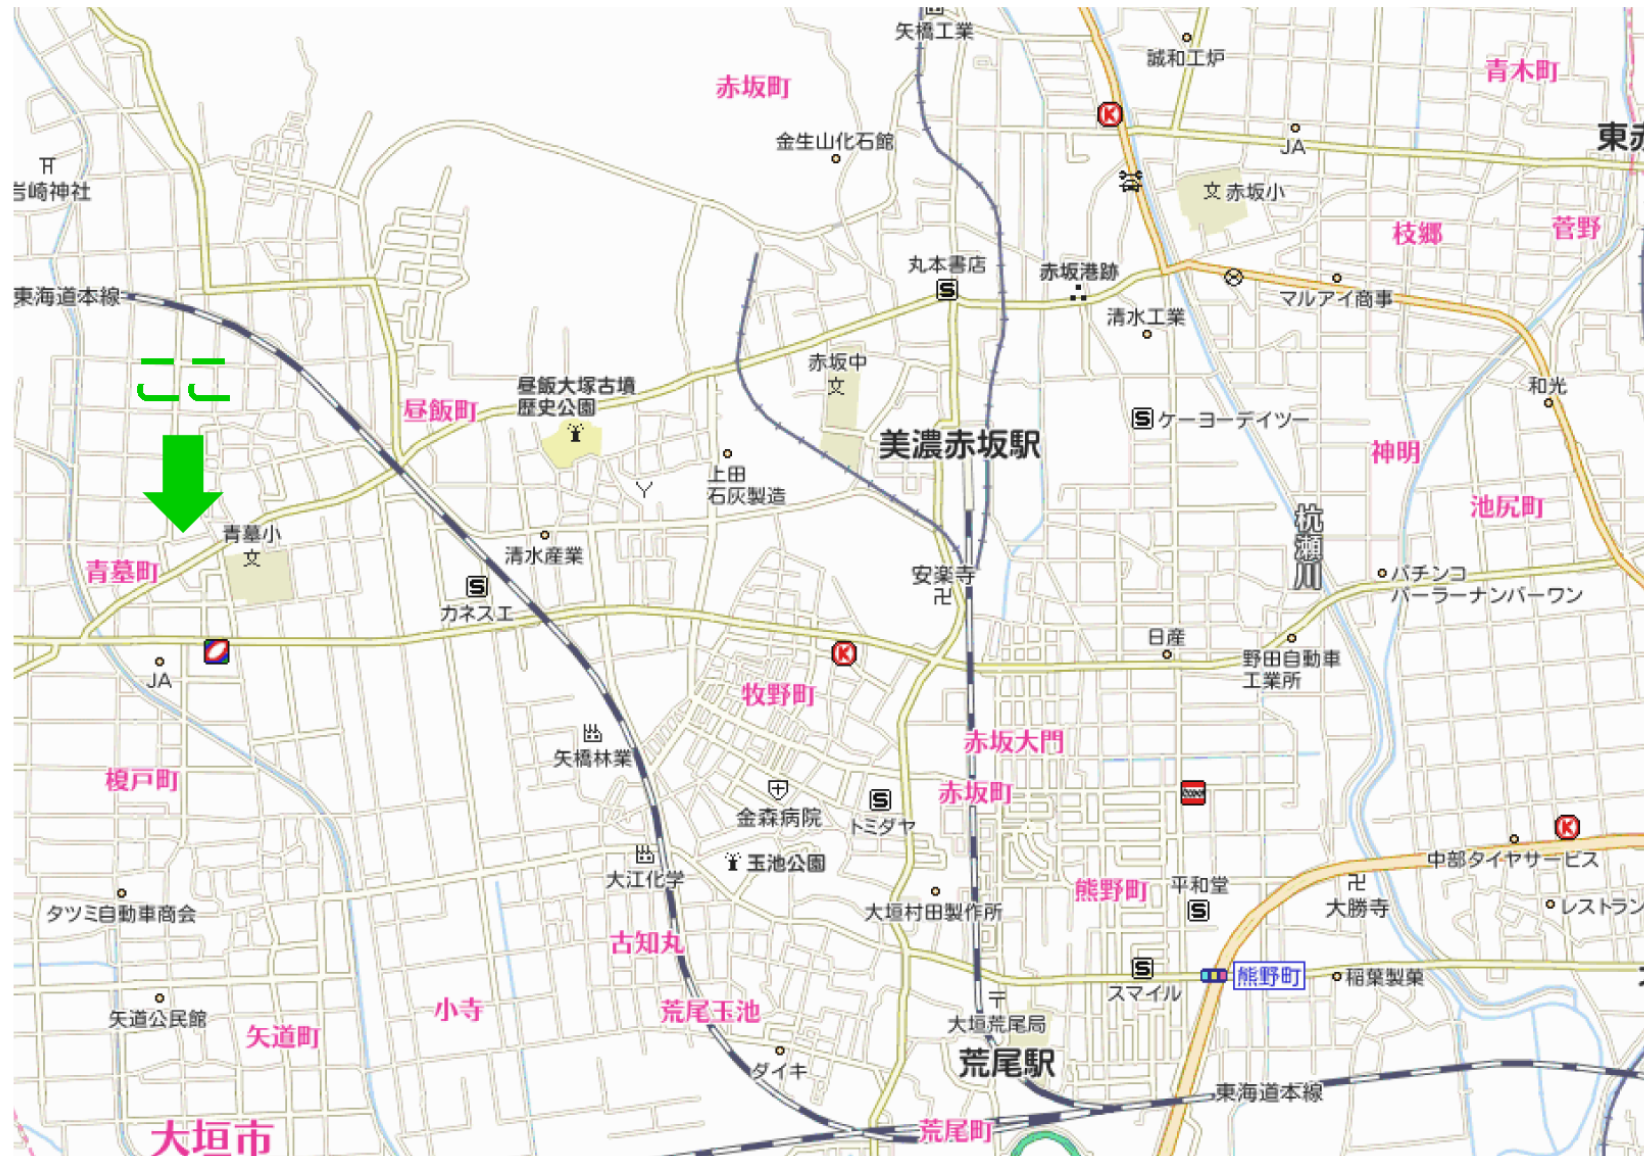 矢橋工業
誠和工炉
青木町
赤坂町
金生山化石館
JA
岩崎神社
赤坂小
枝郷
菅野
丸本書店
赤坂港跡
マルアイ商事
東海道本線
清水工業
ここ
赤坂中
昼飯大塚古墳
歴史公園
昼飯町
和光
ケーヨーデイツー
美濃赤坂駅
神明
上田
石灰製造
池尻町
杭瀬川
青墓小
清水産業
青墓町
安楽寺
パチンコ
パーラーナンバーワン
カネスエ
日産
野田自動車
工業所
JA
牧野町
赤坂大門
矢橋林業
榎戸町
赤坂町
金森病院
トミダヤ
中部タイヤサービス
玉池公園
大江化学
熊野町
平和堂
大垣村田製作所
大勝寺
レストラン
タツミ自動車商会
古知丸
熊野町
稲葉製菓
スマイル
小寺
荒尾玉池
矢道公民館
大垣荒尾局
矢道町
荒尾駅
ダイキ
東海道本線
荒尾町
大垣市